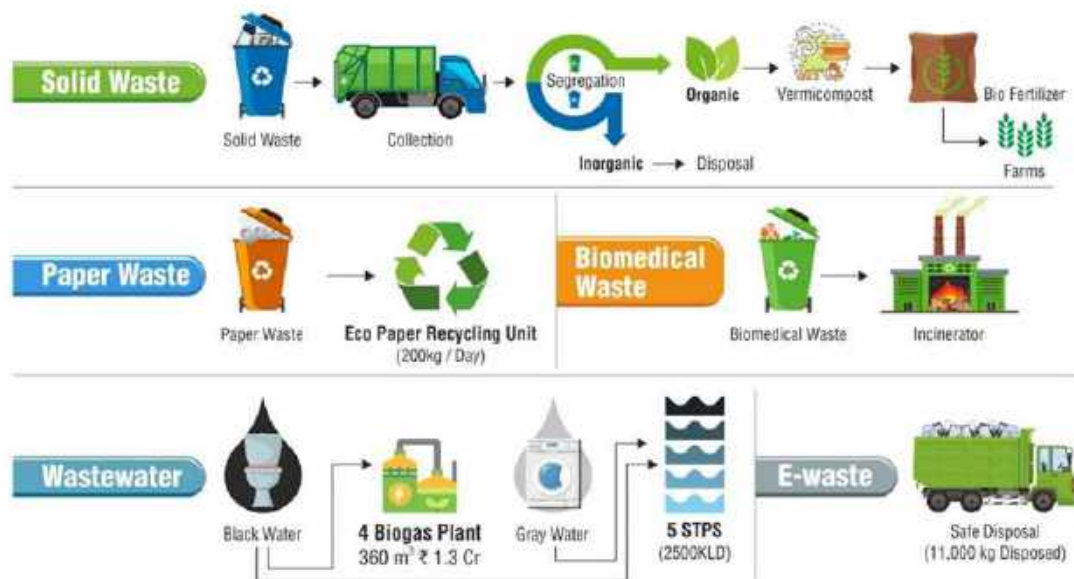 Solid Waste
Solid Waste
Collection
Segregation
Organic
Vermicompost
Bio Fertilizer
Farms
Inorganic
Disposal
Paper Waste
Paper Waste
Eco Paper Recycling Unit
(200kg / Day)
Biomedical
Waste
Biomedical Waste
Incinerator
Wastewater
Black Water
4 Biogas Plant
360 m³ ₹ 1.3 Cr
Gray Water
5 STPS
(2500KLD)
E-waste
Safe Disposal
(11,000 kg Disposed)